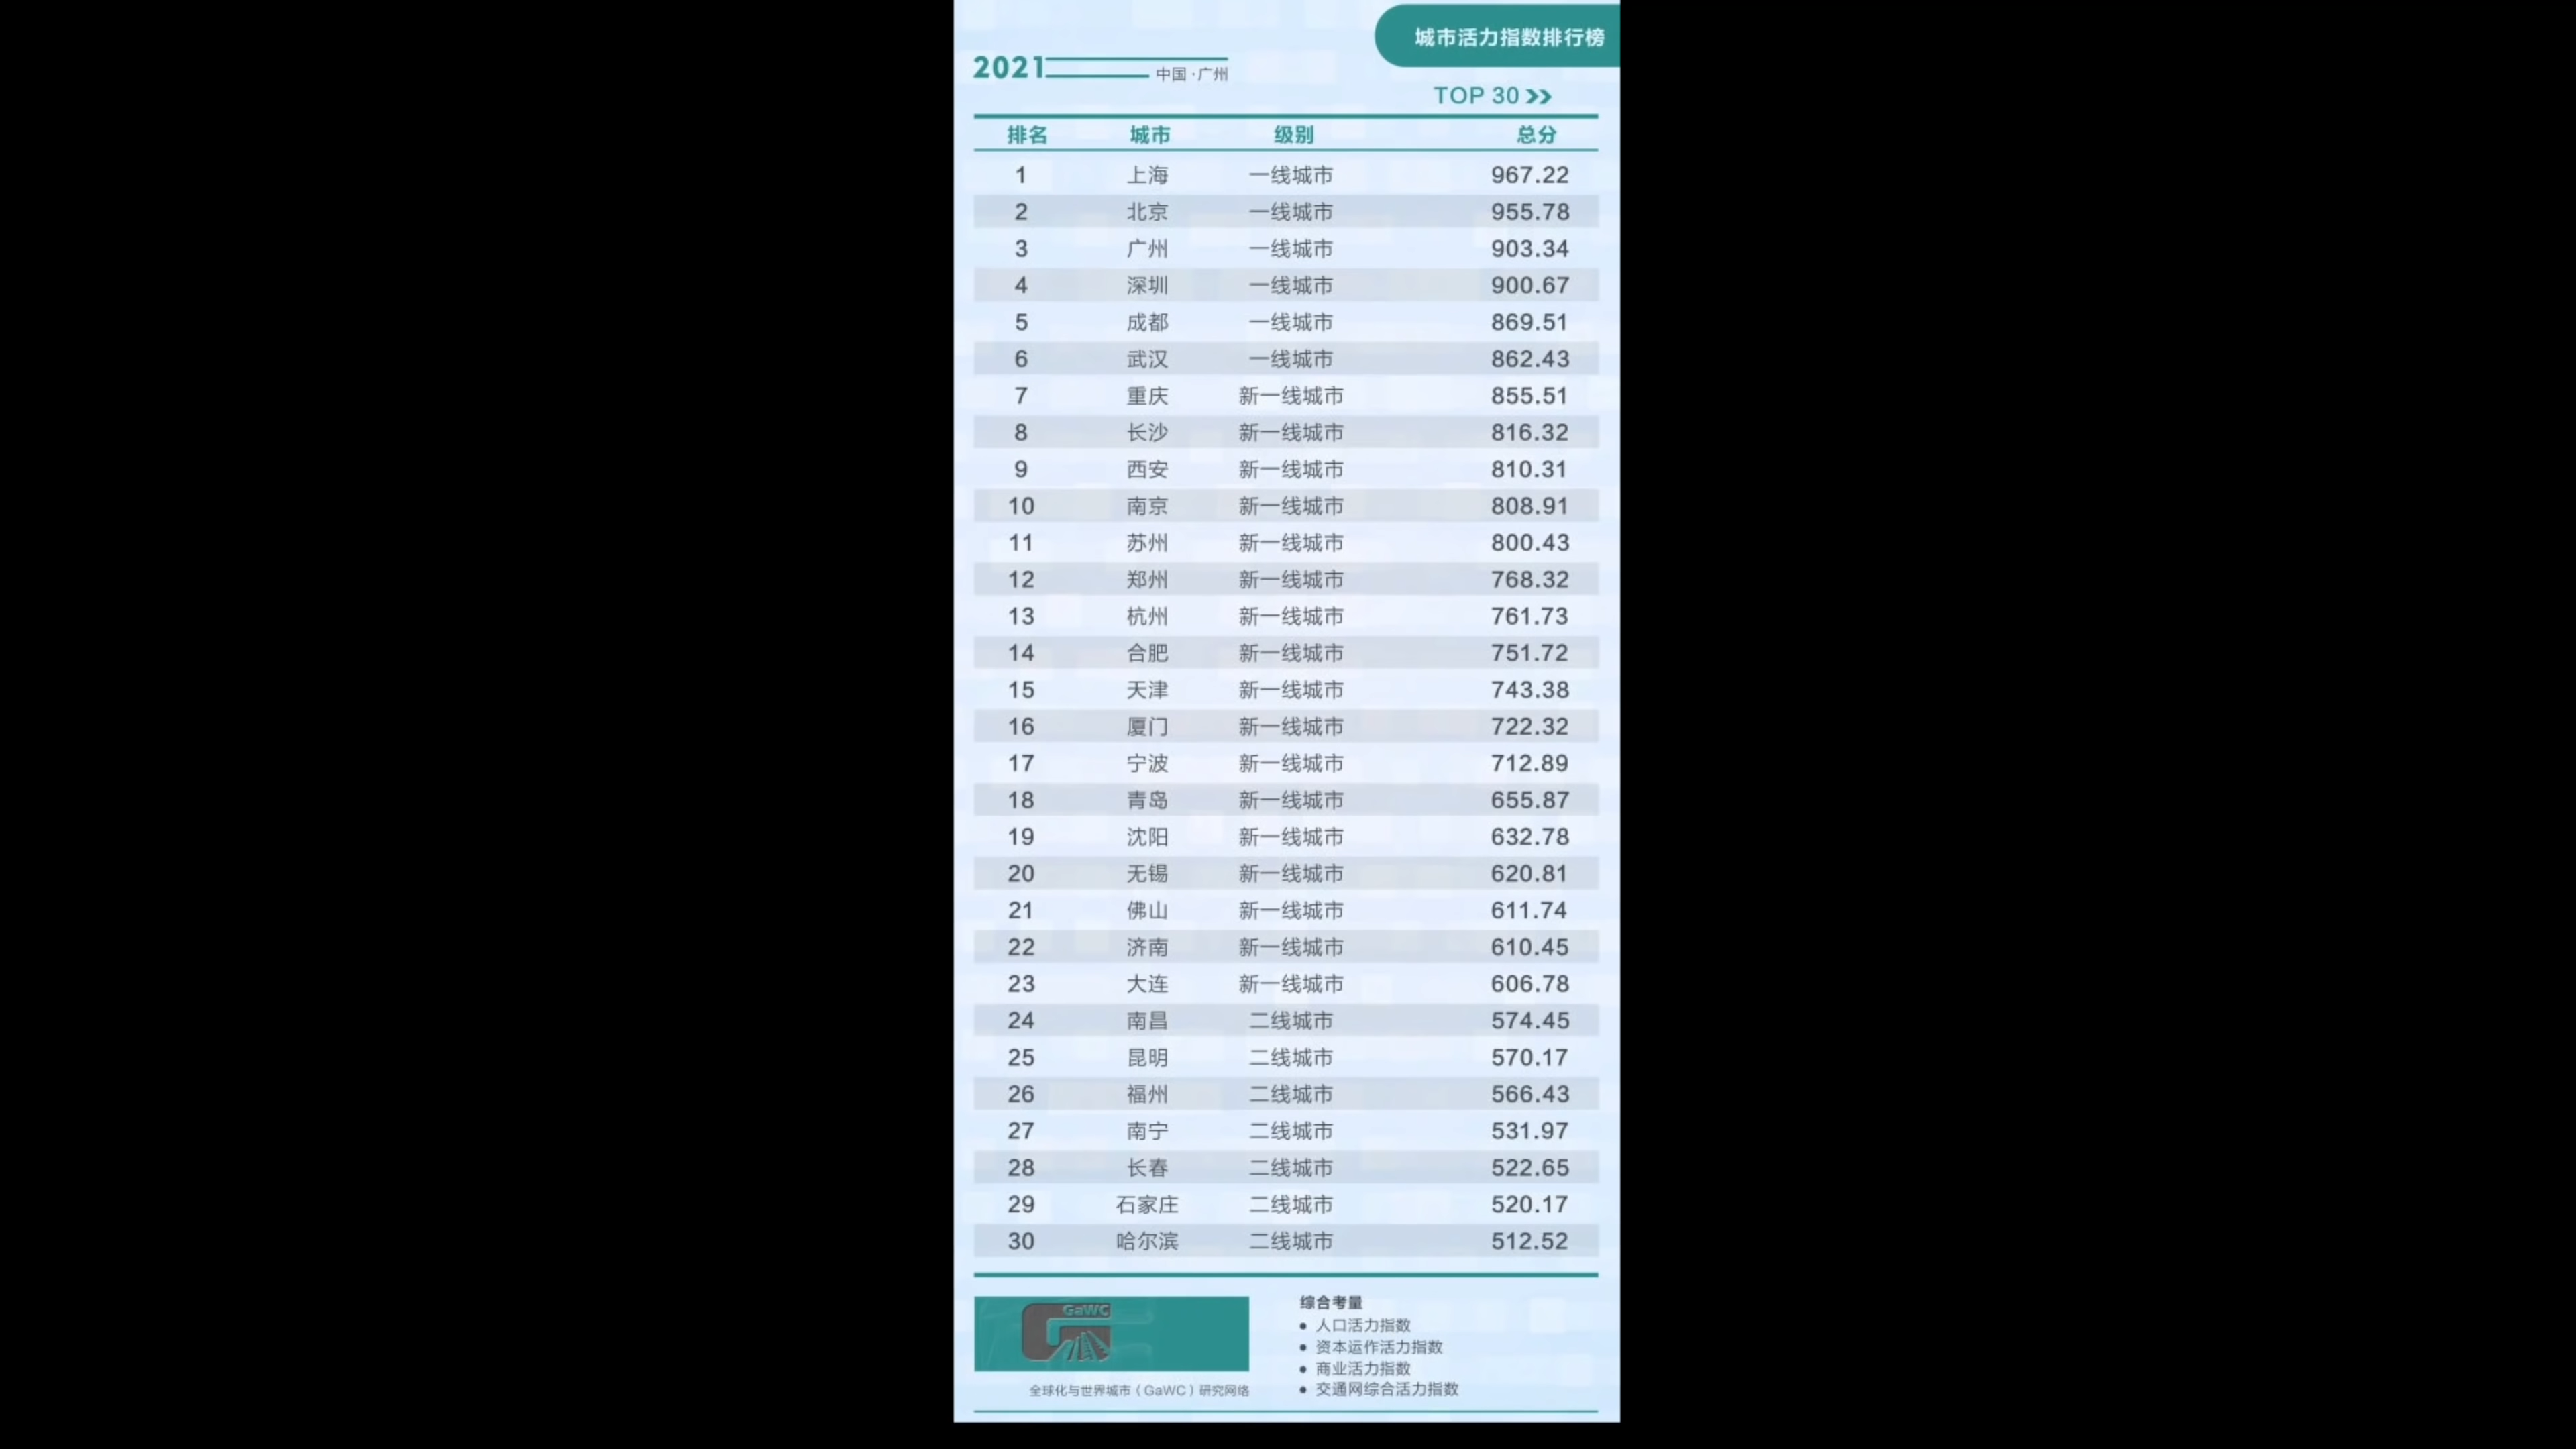 城市活力指数排行榜
2021 中国·广州
TOP 30
排名 城市 级别 总分
1 上海 一线城市 967.22
2 北京 一线城市 955.78
3 广州 一线城市 903.34
4 深圳 一线城市 900.67
5 成都 一线城市 869.51
6 武汉 一线城市 862.43
7 重庆 新一线城市 855.51
8 长沙 新一线城市 816.32
9 西安 新一线城市 810.31
10 南京 新一线城市 808.91
11 苏州 新一线城市 800.43
12 郑州 新一线城市 768.32
13 杭州 新一线城市 761.73
14 合肥 新一线城市 751.72
15 天津 新一线城市 743.38
16 厦门 新一线城市 722.32
17 宁波 新一线城市 712.89
18 青岛 新一线城市 655.87
19 沈阳 新一线城市 632.78
20 无锡 新一线城市 620.81
21 佛山 新一线城市 611.74
22 济南 新一线城市 610.45
23 大连 新一线城市 606.78
24 南昌 二线城市 574.45
25 昆明 二线城市 570.17
26 福州 二线城市 566.43
27 南宁 二线城市 531.97
28 长春 二线城市 522.65
29 石家庄 二线城市 520.17
30 哈尔滨 二线城市 512.52
GaWC
全球化与世界城市（GaWC）研究网络
综合考量
• 人口活力指数
• 资本运作活力指数
• 商业活力指数
• 交通网综合活力指数